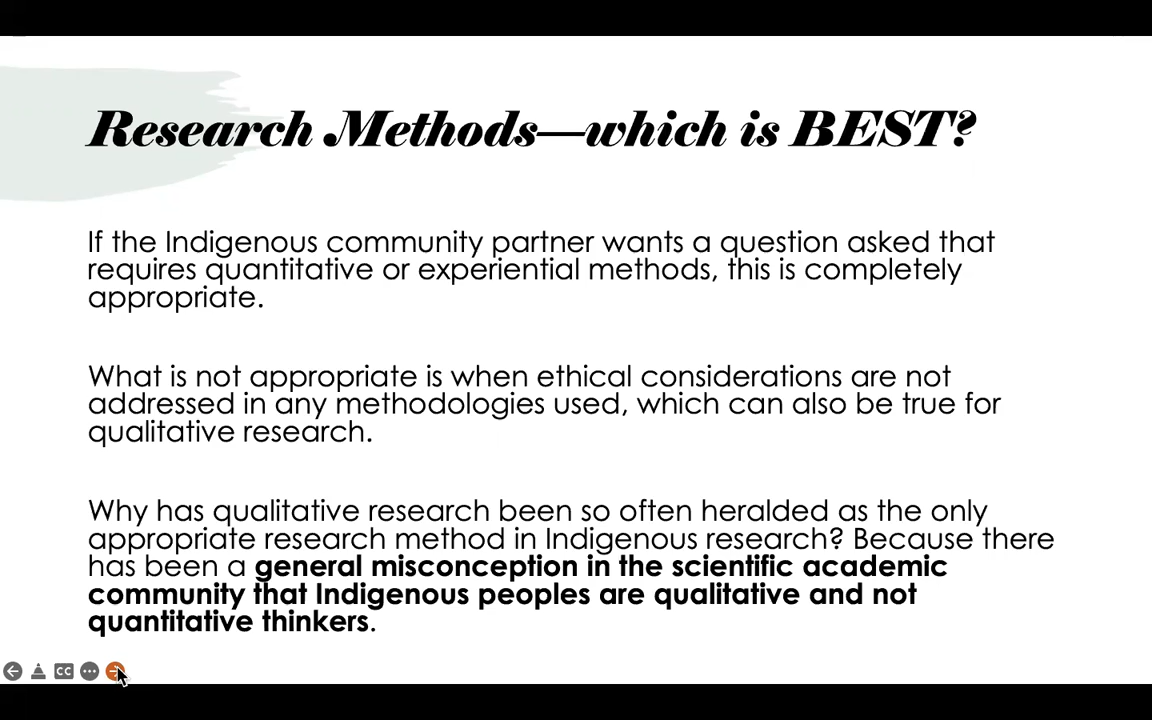 Research Methods—which is BEST?
If the Indigenous community partner wants a question asked that
requires quantitative or experiential methods, this is completely
appropriate.
What is not appropriate is when ethical considerations are not
addressed in any methodologies used, which can also be true for
qualitative research.
Why has qualitative research been so often heralded as the only
appropriate research method in Indigenous research? Because there
has been a general misconception in the scientific academic
community that Indigenous peoples are qualitative and not
quantitative thinkers.
CC